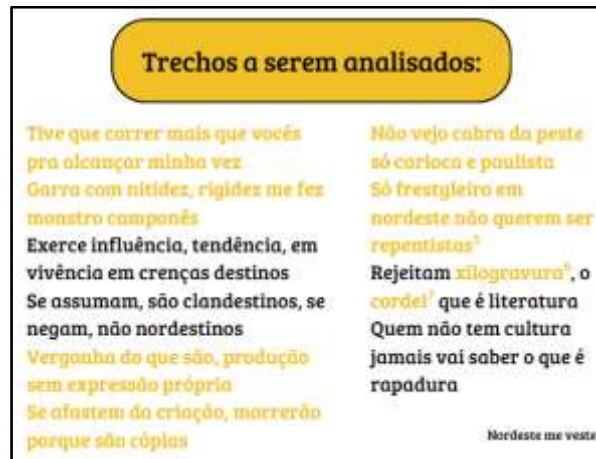 Trechos a serem analisados:
Tive que correr mais que vocês
pra alcançar minha vez
Garra com nitidez, rigidez me fez
monstro camponês
Exerce influência, tendência, em
vivência em crenças destinos
Se assumam, são clandestinos, se
negam, não nordestinos
Vergonha do que são, produção
sem expressão própria
Se afastem da criação, morrerão
porque são cópias
Não vejo cabra da peste
só carioca e paulista
Só frestyleiro em
nordeste não querem ser
repentistas⁵
Rejeitam xilogravura⁶, o
cordel⁷ que é literatura
Quem não tem cultura
jamais vai saber o que é
rapadura
Nordeste me veste